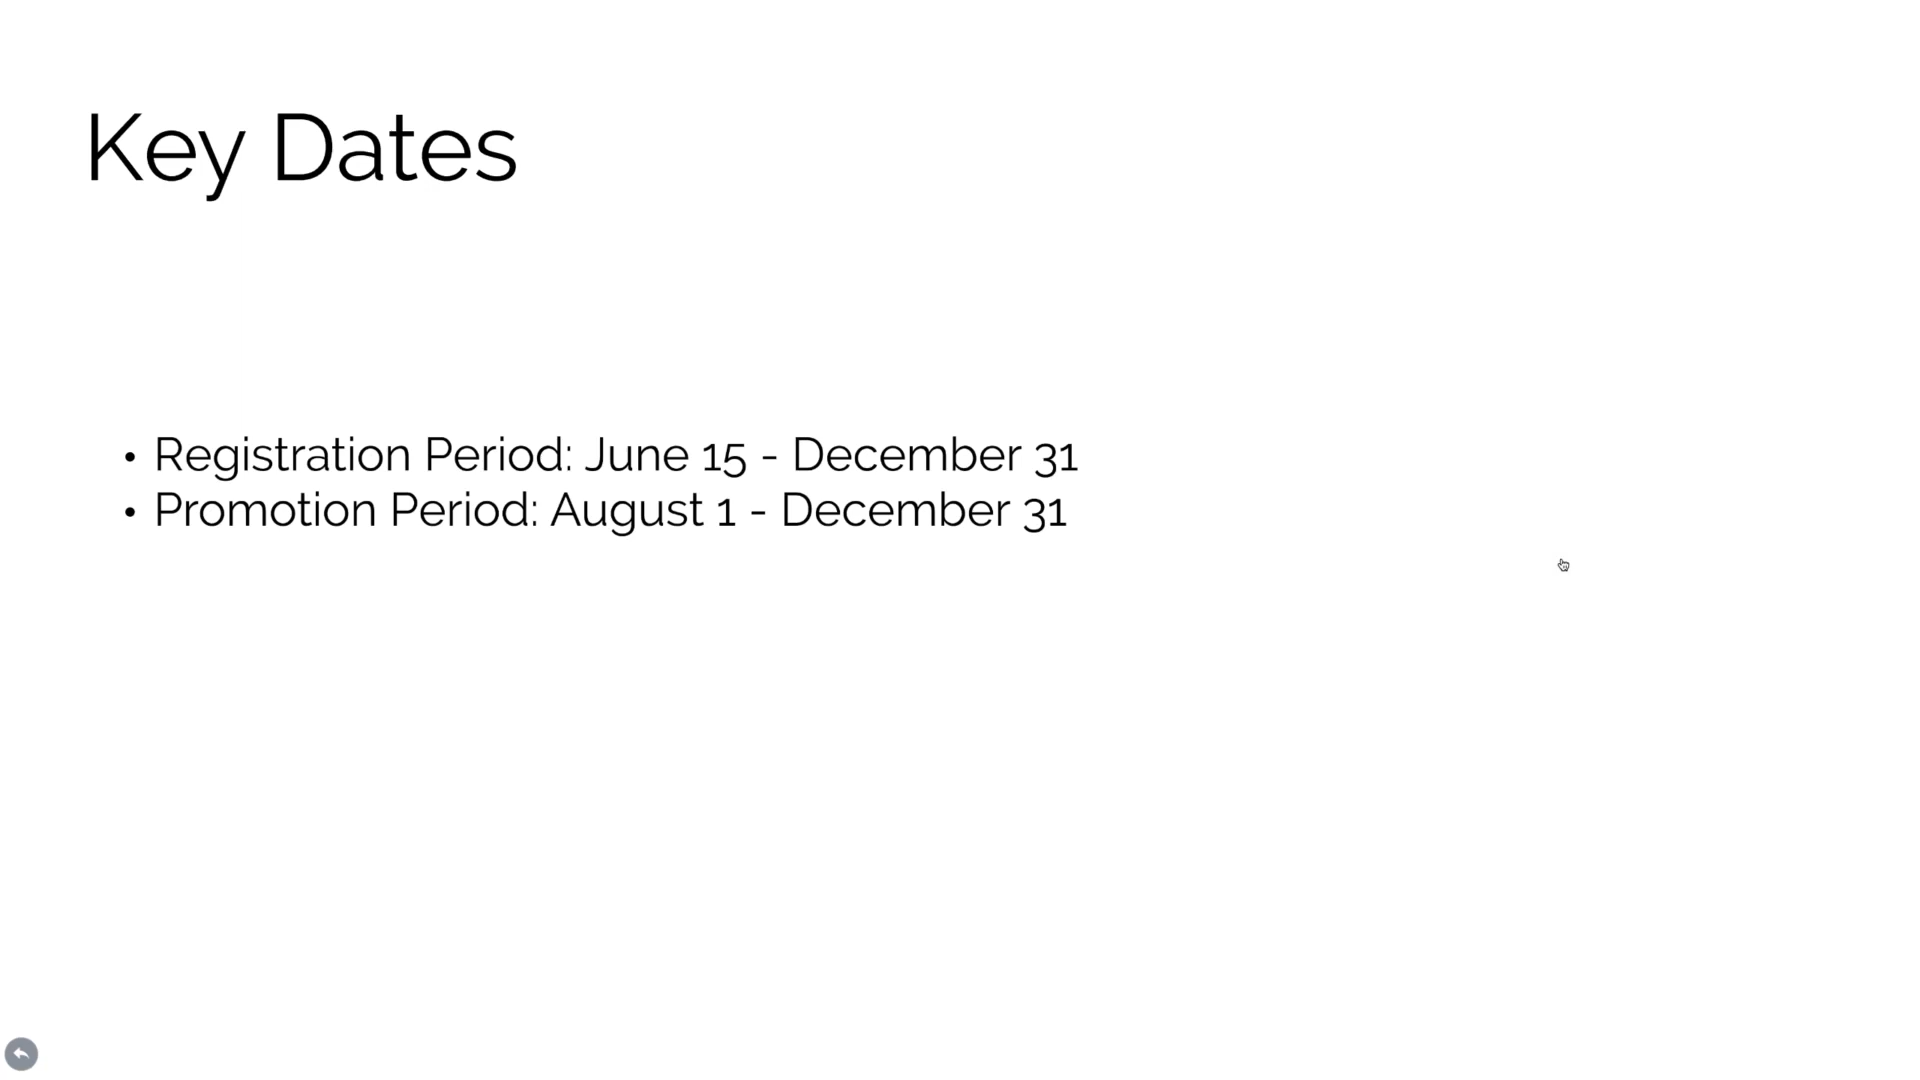 Key Dates
• Registration Period: June 15 - December 31
• Promotion Period: August 1 - December 31